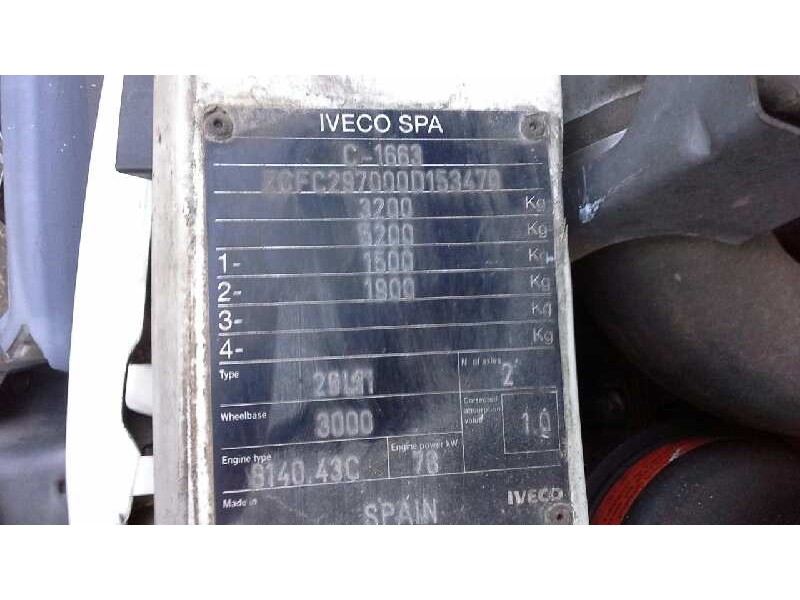 IVECO SPA
C-1663
ZCFC297000D153470
3200 Kg
5200 Kg
1- 1500 Kg
2- 1900 Kg
3- Kg
4- Kg
Type N° of axles
2
Wheelbase 3000
Corrected absorption value 1.0
Engine type Engine power kW
8140.43C 76
Made in SPAIN
IVECO